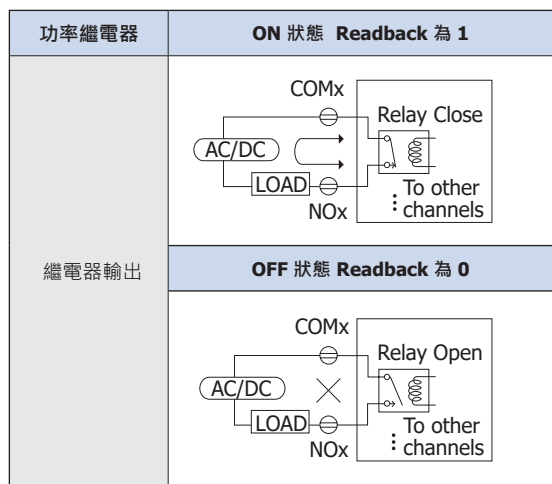 功率繼電器
ON 狀態 Readback 為 1
COMx
Relay Close
AC/DC
LOAD
NOx
To other
channels
繼電器輸出
OFF 狀態 Readback 為 0
COMx
Relay Open
AC/DC
LOAD
NOx
To other
channels